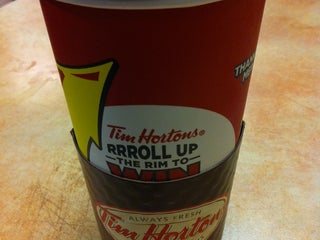 Tim Hortons®
RRROLL UP
THE RIM TO
WIN
ALWAYS FRESH
Tim Hortons